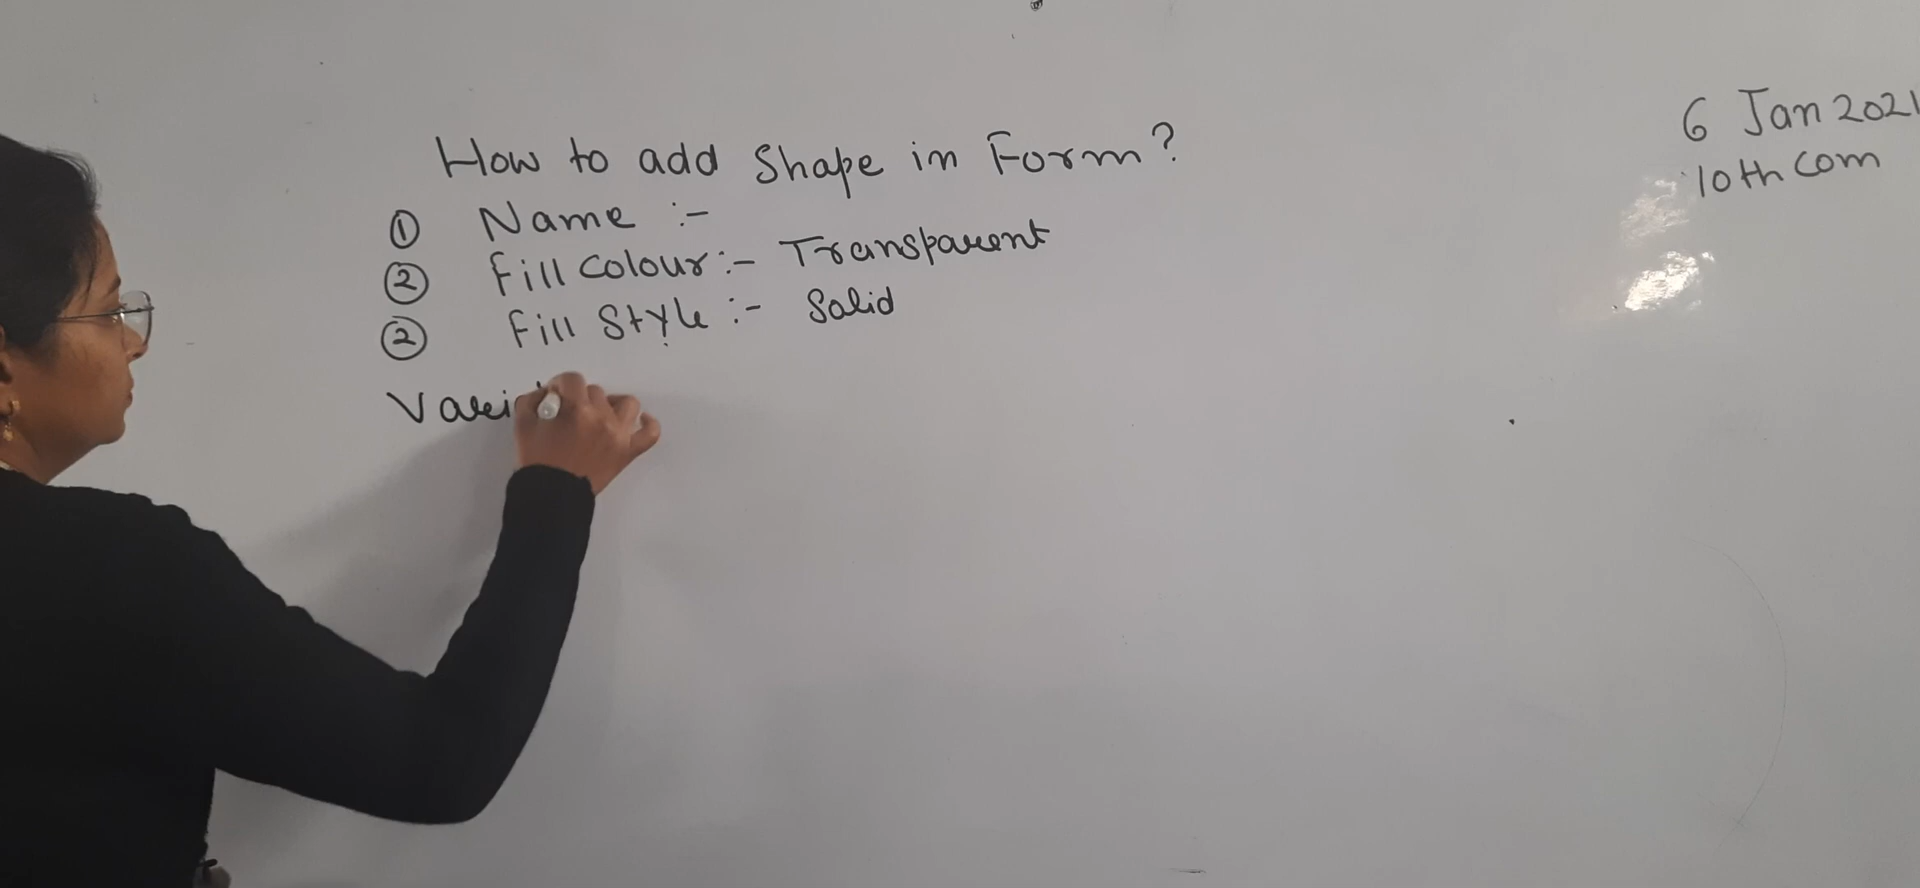 How to add Shape in Form?
① Name :-
② Fill Colour :- Transparent
② Fill Style :- Solid
6 Jan 2021
10th com